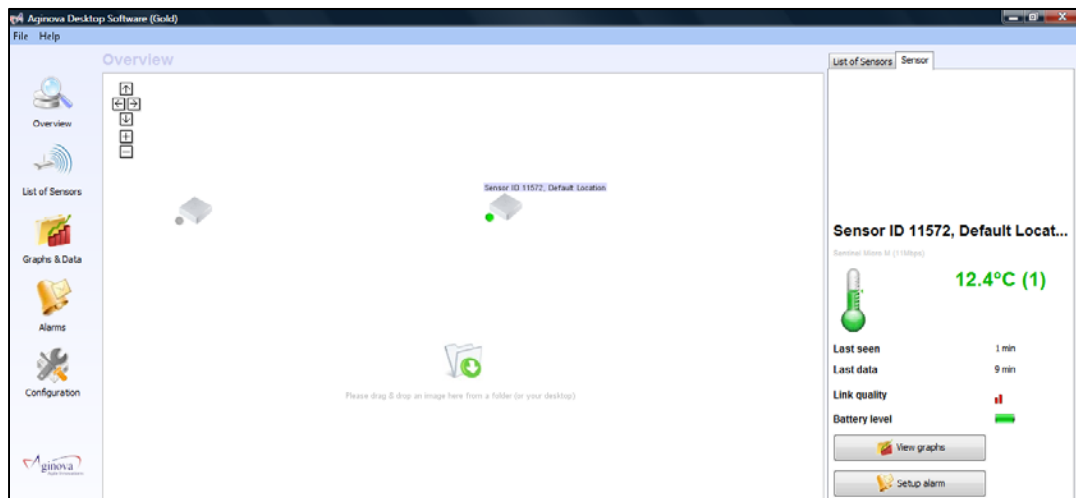 Aginova Desktop Software (Gold)
File Help
Overview
List of Sensors Sensor
Overview
List of Sensors
Graphs & Data
Alarms
Configuration
Aginova
Sensor ID 11572, Default Location
Please drag & drop an image here from a folder (or your desktop)
Sensor ID 11572, Default Locat...
Sentinel Micro M (11Mbps)
12.4°C (1)
Last seen 1 min
Last data 9 min
Link quality
Battery level
View graphs
Setup alarm